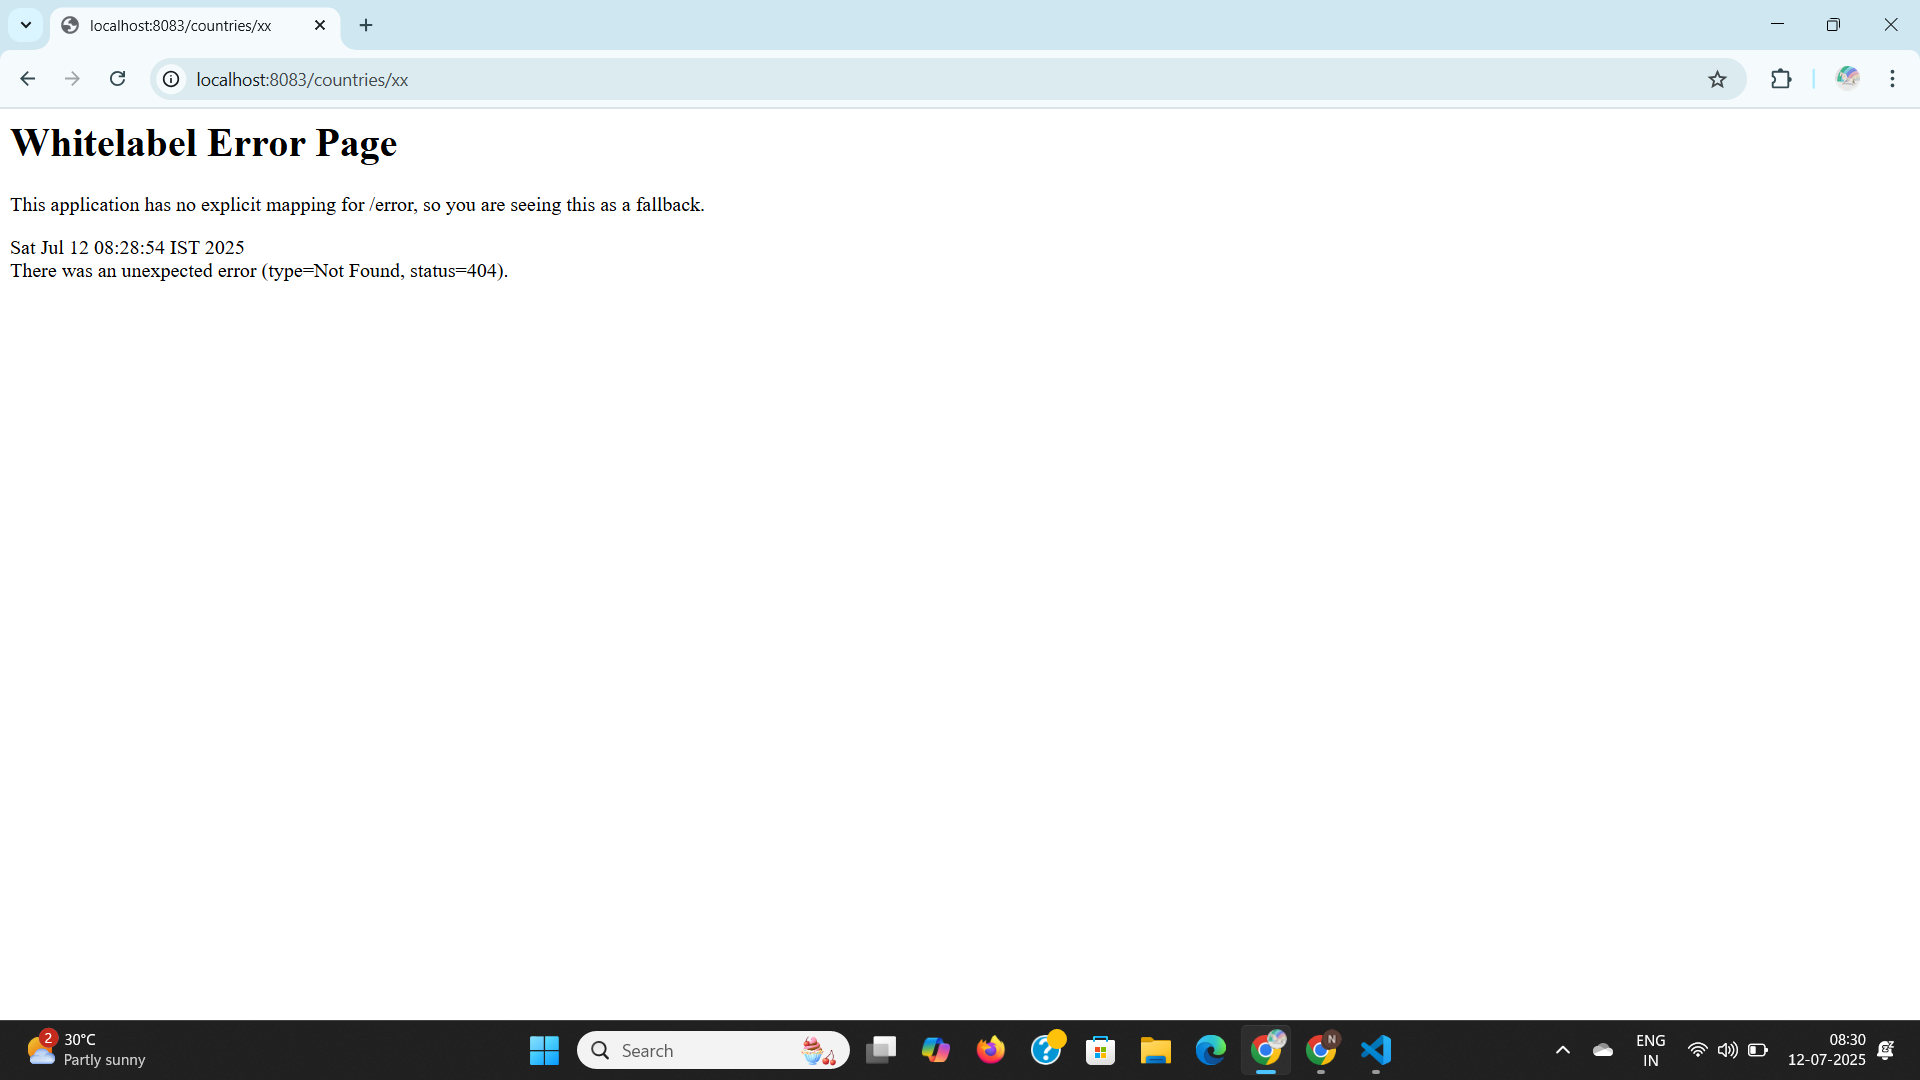 localhost:8083/countries/xx
localhost:8083/countries/xx
Whitelabel Error Page
This application has no explicit mapping for /error, so you are seeing this as a fallback.
Sat Jul 12 08:28:54 IST 2025
There was an unexpected error (type=Not Found, status=404).
2
30°C
Partly sunny
Search
N
ENG
IN
08:30
12-07-2025